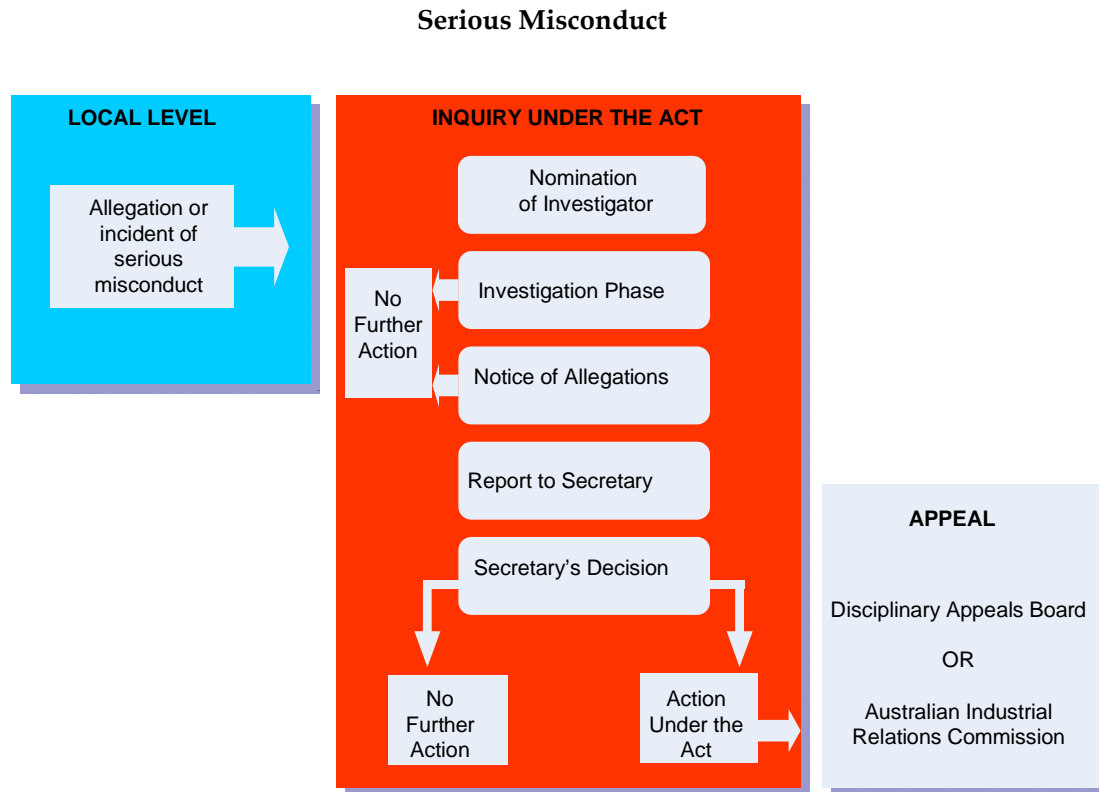 Serious Misconduct
LOCAL LEVEL
Allegation or
incident of
serious
misconduct
INQUIRY UNDER THE ACT
Nomination
of Investigator
Investigation Phase
No
Further
Action
Notice of Allegations
Report to Secretary
Secretary’s Decision
No
Further
Action
Action
Under the
Act
APPEAL
Disciplinary Appeals Board
OR
Australian Industrial
Relations Commission